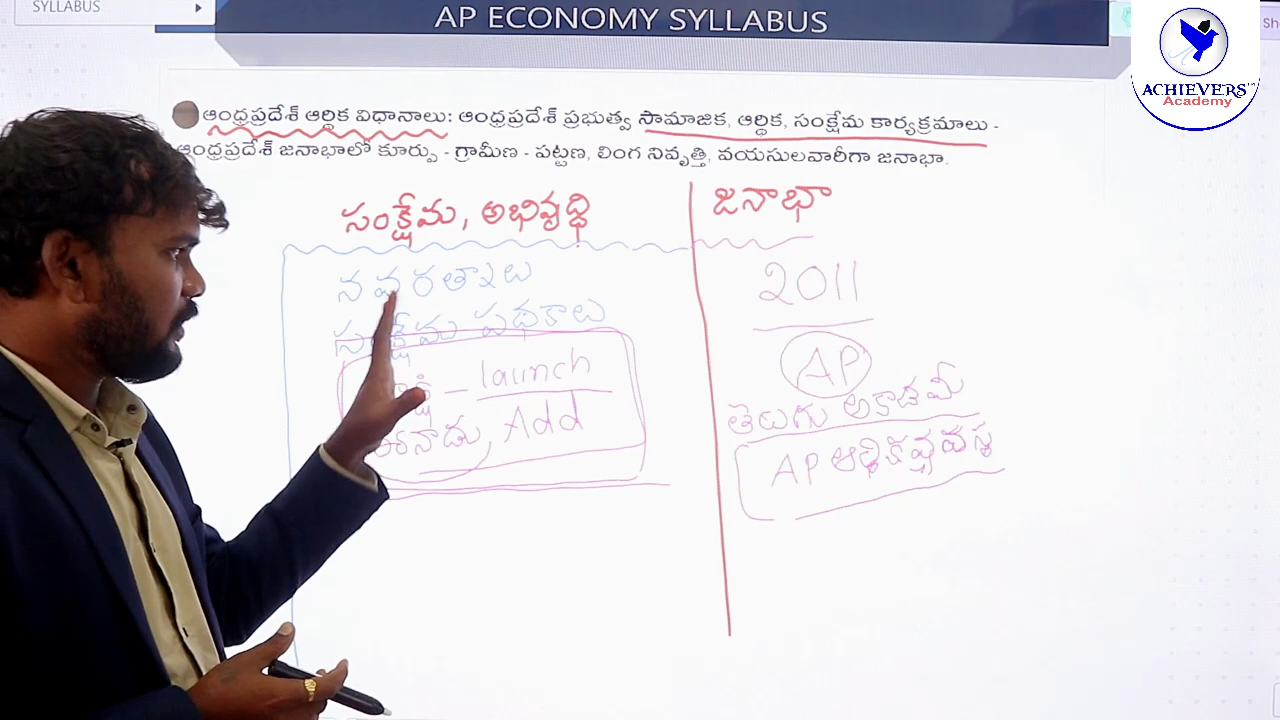 SYLLABUS
AP ECONOMY SYLLABUS
ACHIEVERS
Academy
ఆంధ్రప్రదేశ్ ఆర్థిక విధానాలు: ఆంధ్రప్రదేశ్ ప్రభుత్వ సామాజిక, ఆర్థిక, సంక్షేమ కార్యక్రమాలు -
ఆంధ్రప్రదేశ్ జనాభాలో కూర్పు - గ్రామీణ - పట్టణ, లింగ నివృత్తి, వయసులవారీగా జనాభా.
సంక్షేమ, అభివృద్ధి
జనాభా
నవరత్నాలు
సంక్షేమ పథకాలు
launch
ఈనాడు, Add
2011
AP
తెలుగు అకాడమీ
AP ఆర్థికవ్యవస్థ